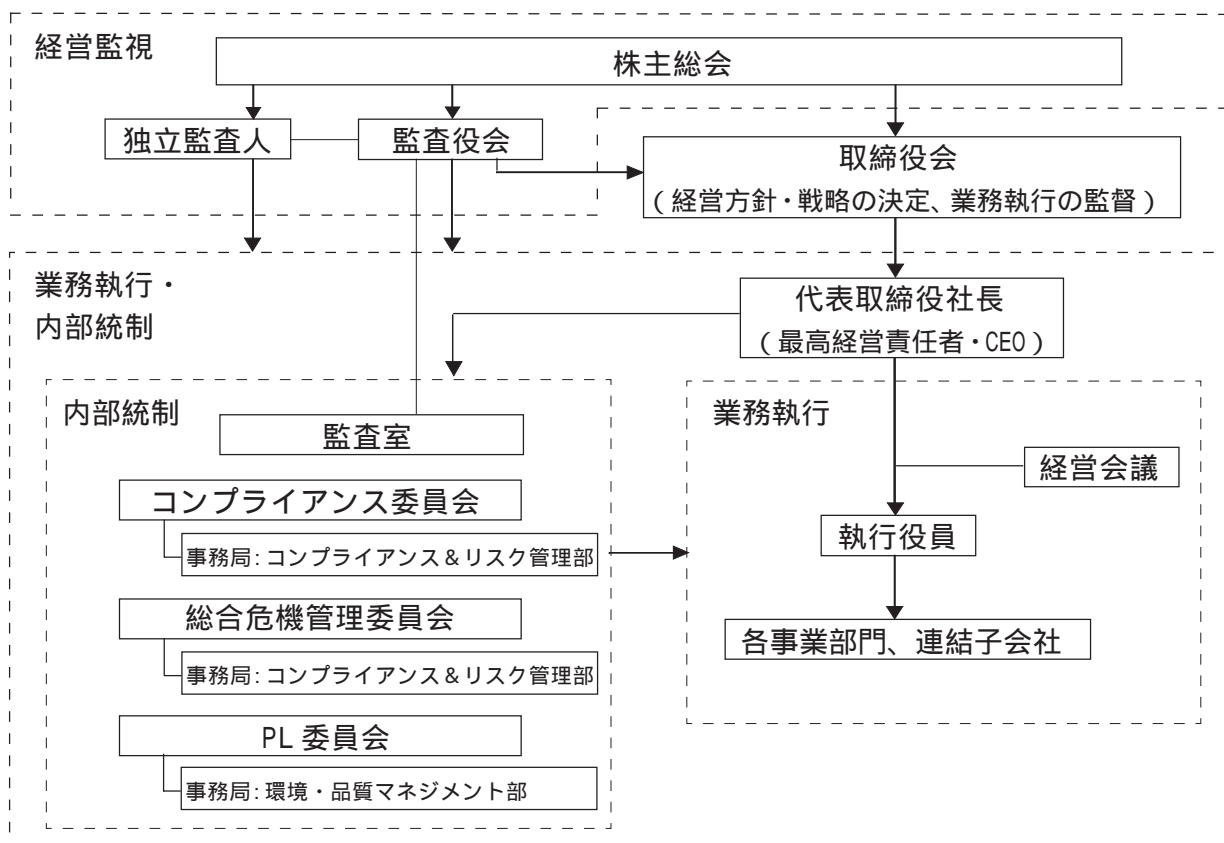 経営監視
株主総会
独立監査人
監査役会
取締役会
(経営方針・戦略の決定、業務執行の監督)
業務執行・
内部統制
代表取締役社長
(最高経営責任者・CEO)
内部統制
監査室
コンプライアンス委員会
事務局:コンプライアンス&リスク管理部
総合危機管理委員会
事務局:コンプライアンス&リスク管理部
PL委員会
事務局:環境・品質マネジメント部
業務執行
経営会議
執行役員
各事業部門、連結子会社